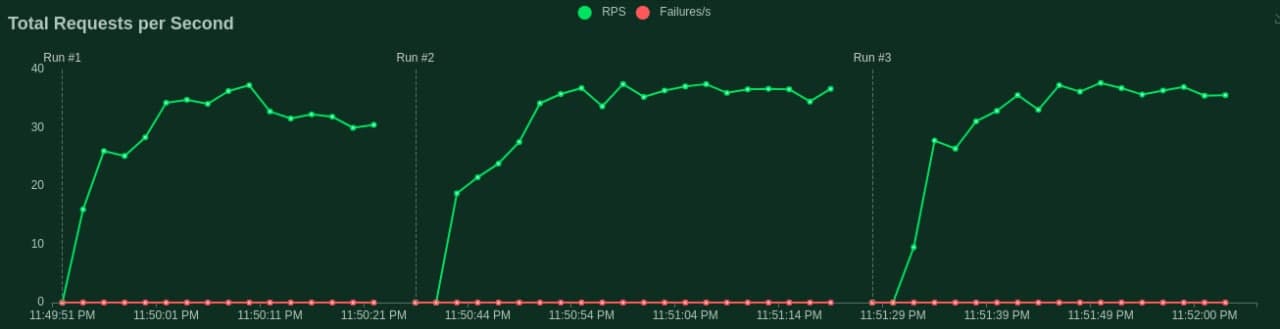 RPS Failures/s
Total Requests per Second
Run #1 Run #2 Run #3
40
30
20
10
0
11:49:51 PM 11:50:01 PM 11:50:11 PM 11:50:21 PM 11:50:44 PM 11:50:54 PM 11:51:04 PM 11:51:14 PM 11:51:29 PM 11:51:39 PM 11:51:49 PM 11:52:00 PM